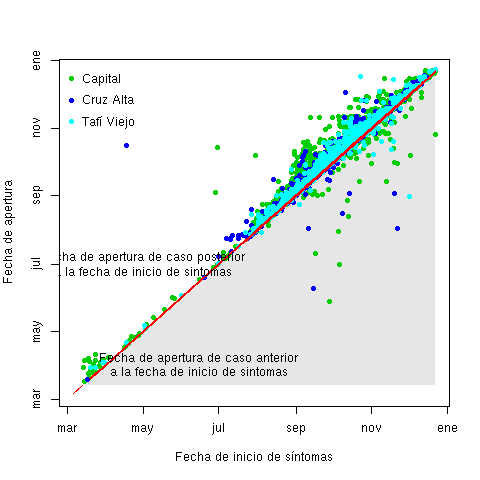 Capital
Cruz Alta
Tafí Viejo
cha de apertura de caso posterior
la fecha de inicio de sintomas
Fecha de apertura de caso anterior
a la fecha de inicio de sintomas
ene
nov
sep
jul
may
mar
Fecha de apertura
mar
may
jul
sep
nov
ene
Fecha de inicio de síntomas